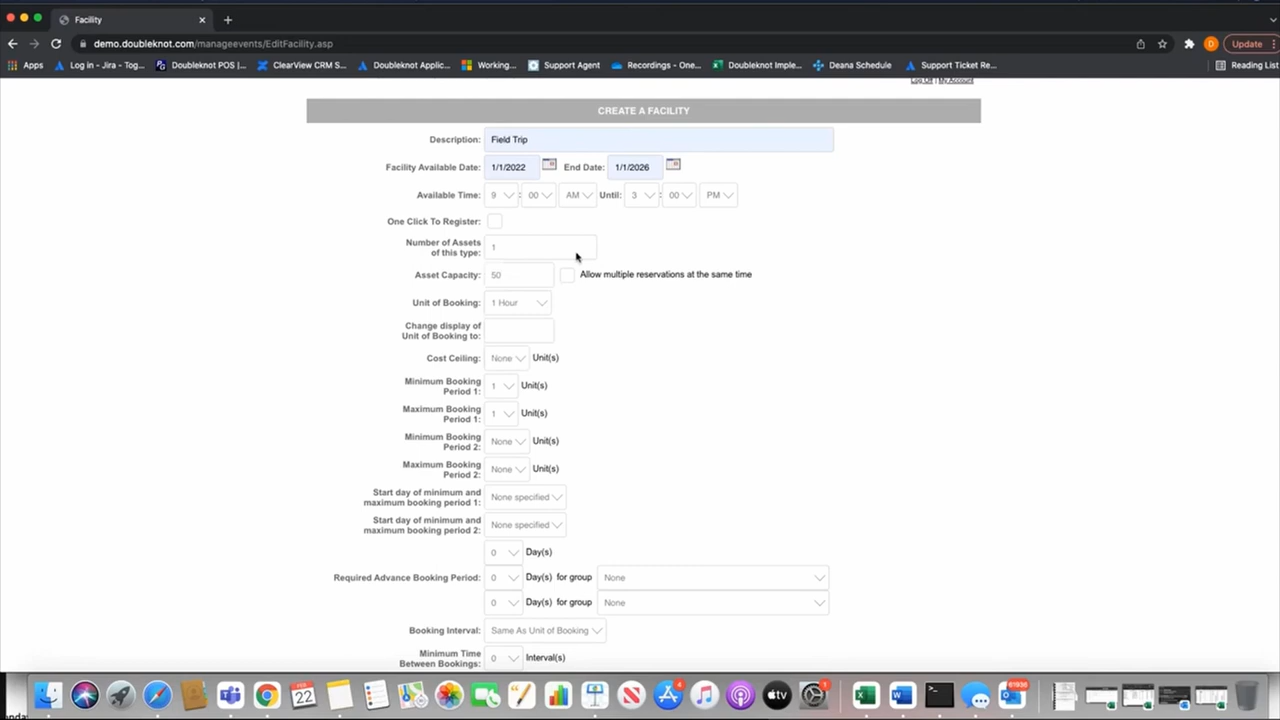 Facility
demo.doubleknot.com/manageevents/EditFacility.asp
Update
Apps Log in - Jira - Tog... Doubleknot POS |... ClearView CRM S... Doubleknot Applic... Working... Support Agent Recordings - One... Doubleknot Imple... Deana Schedule Support Ticket Re... Reading List
Log Off | My Account
CREATE A FACILITY
Description: Field Trip
Facility Available Date: 1/1/2022 End Date: 1/1/2026
Available Time: 9 : 00 AM Until: 3 : 00 PM
One Click To Register:
Number of Assets
of this type: 1
Asset Capacity: 50 Allow multiple reservations at the same time
Unit of Booking: 1 Hour
Change display of
Unit of Booking to:
Cost Ceiling: None Unit(s)
Minimum Booking
Period 1: 1 Unit(s)
Maximum Booking
Period 1: 1 Unit(s)
Minimum Booking
Period 2: None Unit(s)
Maximum Booking
Period 2: None Unit(s)
Start day of minimum and
maximum booking period 1: None specified
Start day of minimum and
maximum booking period 2: None specified
0 Day(s)
Required Advance Booking Period: 0 Day(s) for group None
0 Day(s) for group None
Booking Interval: Same As Unit of Booking
Minimum Time
Between Bookings: 0 Interval(s)
FEB
22
4
tv
1
61930